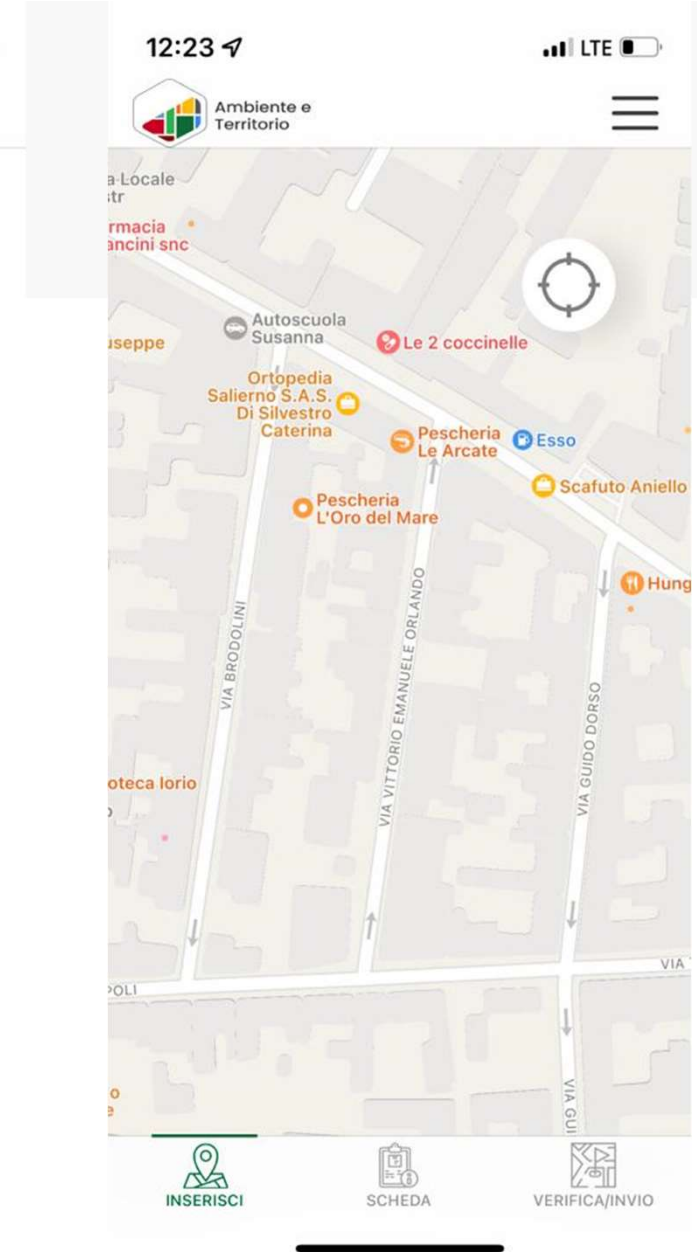 12:23
LTE
Ambiente e
Territorio
a Locale
str
rmacia
ancini snc
Autoscuola
Susanna
Le 2 coccinelle
useppe
Ortopedia
Salierno S.A.S.
Di Silvestro
Caterina
Pescheria
Le Arcate
Esso
Scafuto Aniello
Pescheria
L'Oro del Mare
Hung
VIA BRODOLINI
VIA VITTORIO EMANUELE ORLANDO
VIA GUIDO DORSO
oteca Iorio
VIA
POLI
o
e
VIA GUI
INSERISCI
SCHEDA
VERIFICA/INVIO